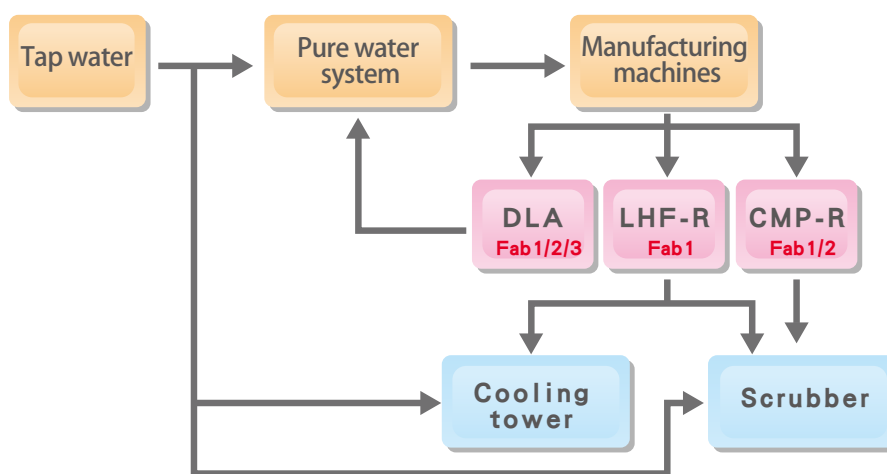 Tap water
Pure water
system
Manufacturing
machines
DLA
Fab1/2/3
LHF-R
Fab1
CMP-R
Fab1/2
Cooling
tower
Scrubber